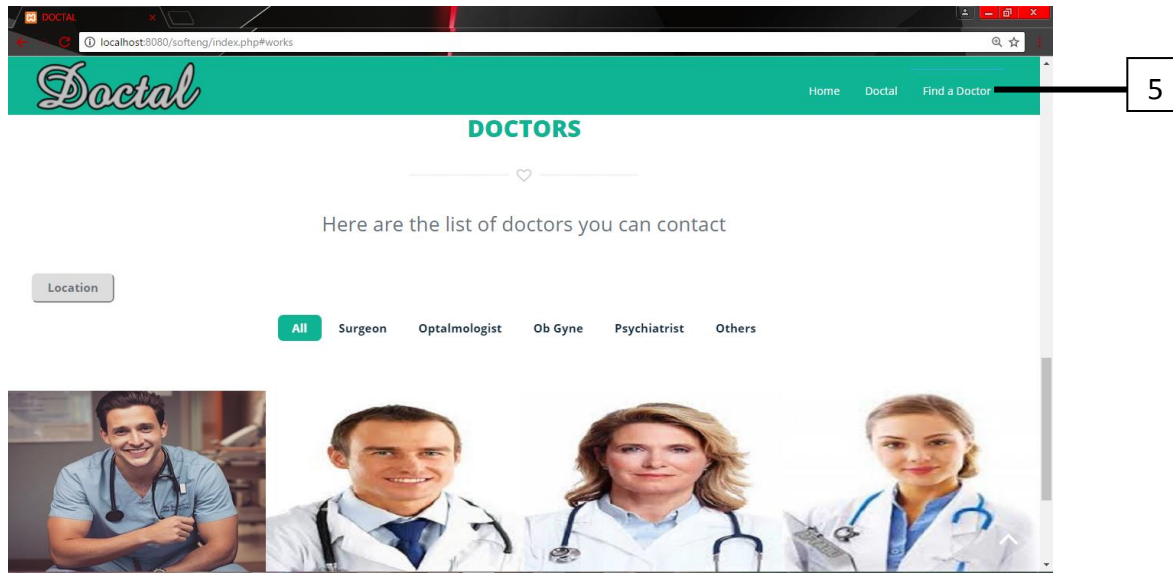 DOCTAL
localhost:8080/softeng/index.php#works
Doctal
Home Doctal Find a Doctor
5
DOCTORS
Here are the list of doctors you can contact
Location
All Surgeon Optalmologist Ob Gyne Psychiatrist Others